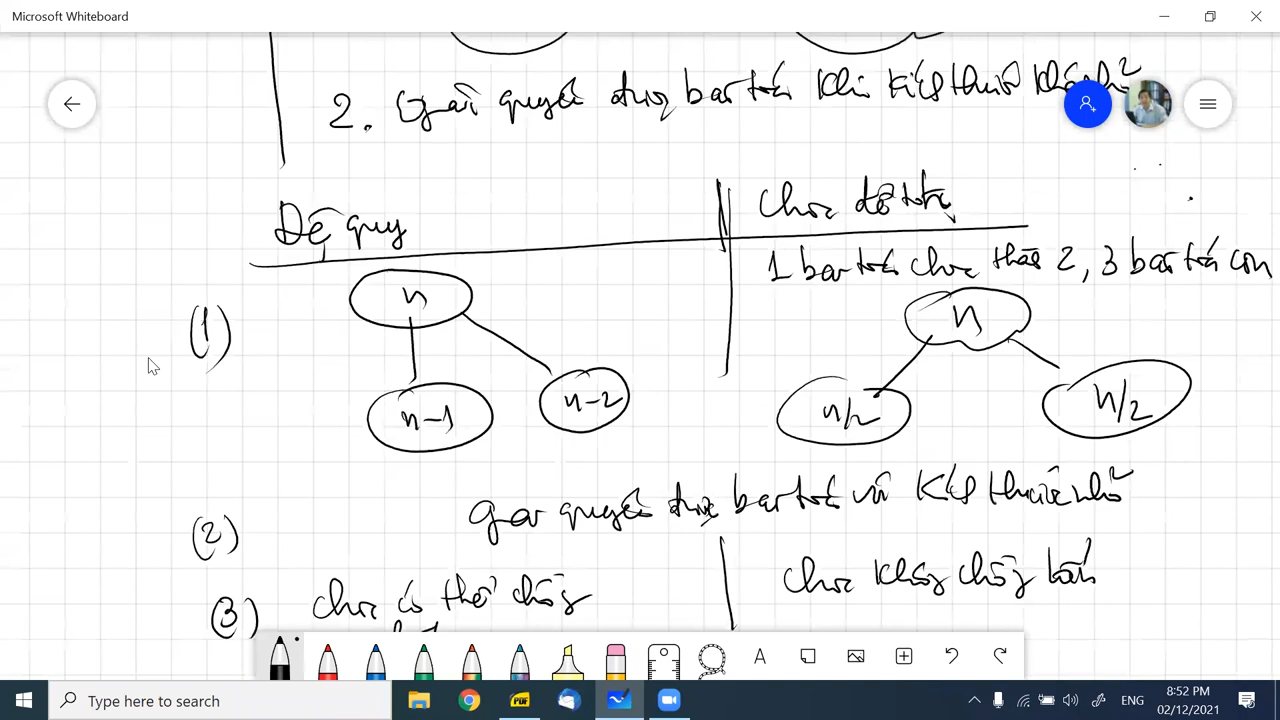 Microsoft Whiteboard
2. Giải quyết được bài toán khi kích thước khá nhỏ
Đệ quy
Chia để trị
1 bài toán chia thành 2, 3 bài toán con
(1)
n
n
n-1
n-2
n/2
n/2
(2)
giải quyết được bài toán với kích thước nhỏ
(3)
chia có thể chồng
chia không chồng lấn
A
Type here to search
PDF
ENG
8:52 PM
02/12/2021